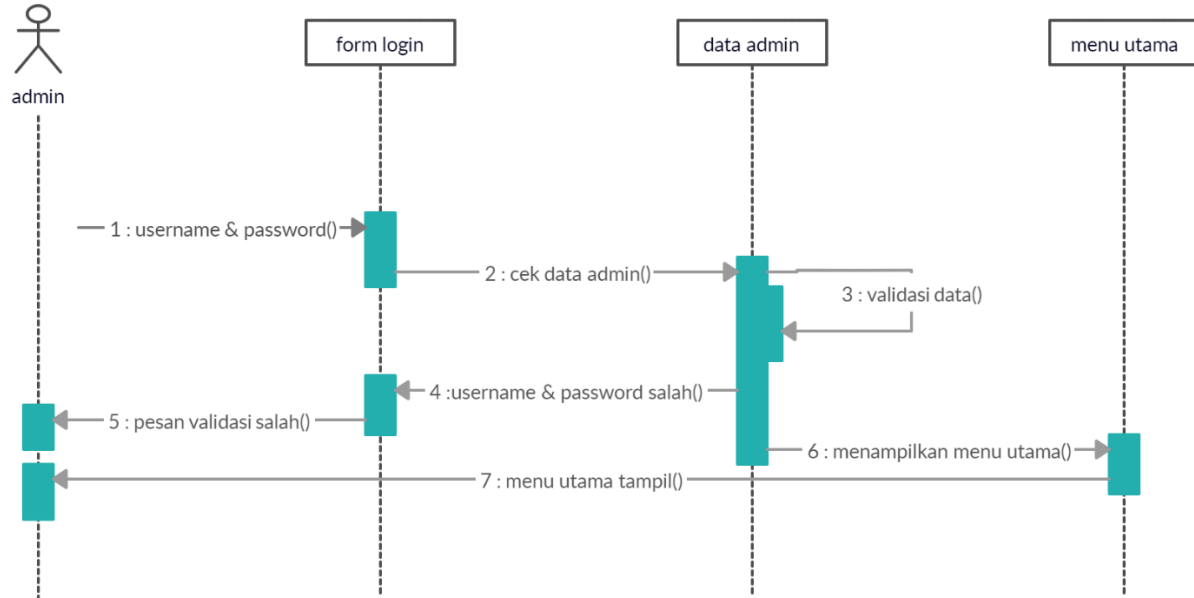 form login
data admin
menu utama
admin
1 : username & password()
2 : cek data admin()
3 : validasi data()
4 :username & password salah()
5 : pesan validasi salah()
6 : menampilkan menu utama()
7 : menu utama tampil()